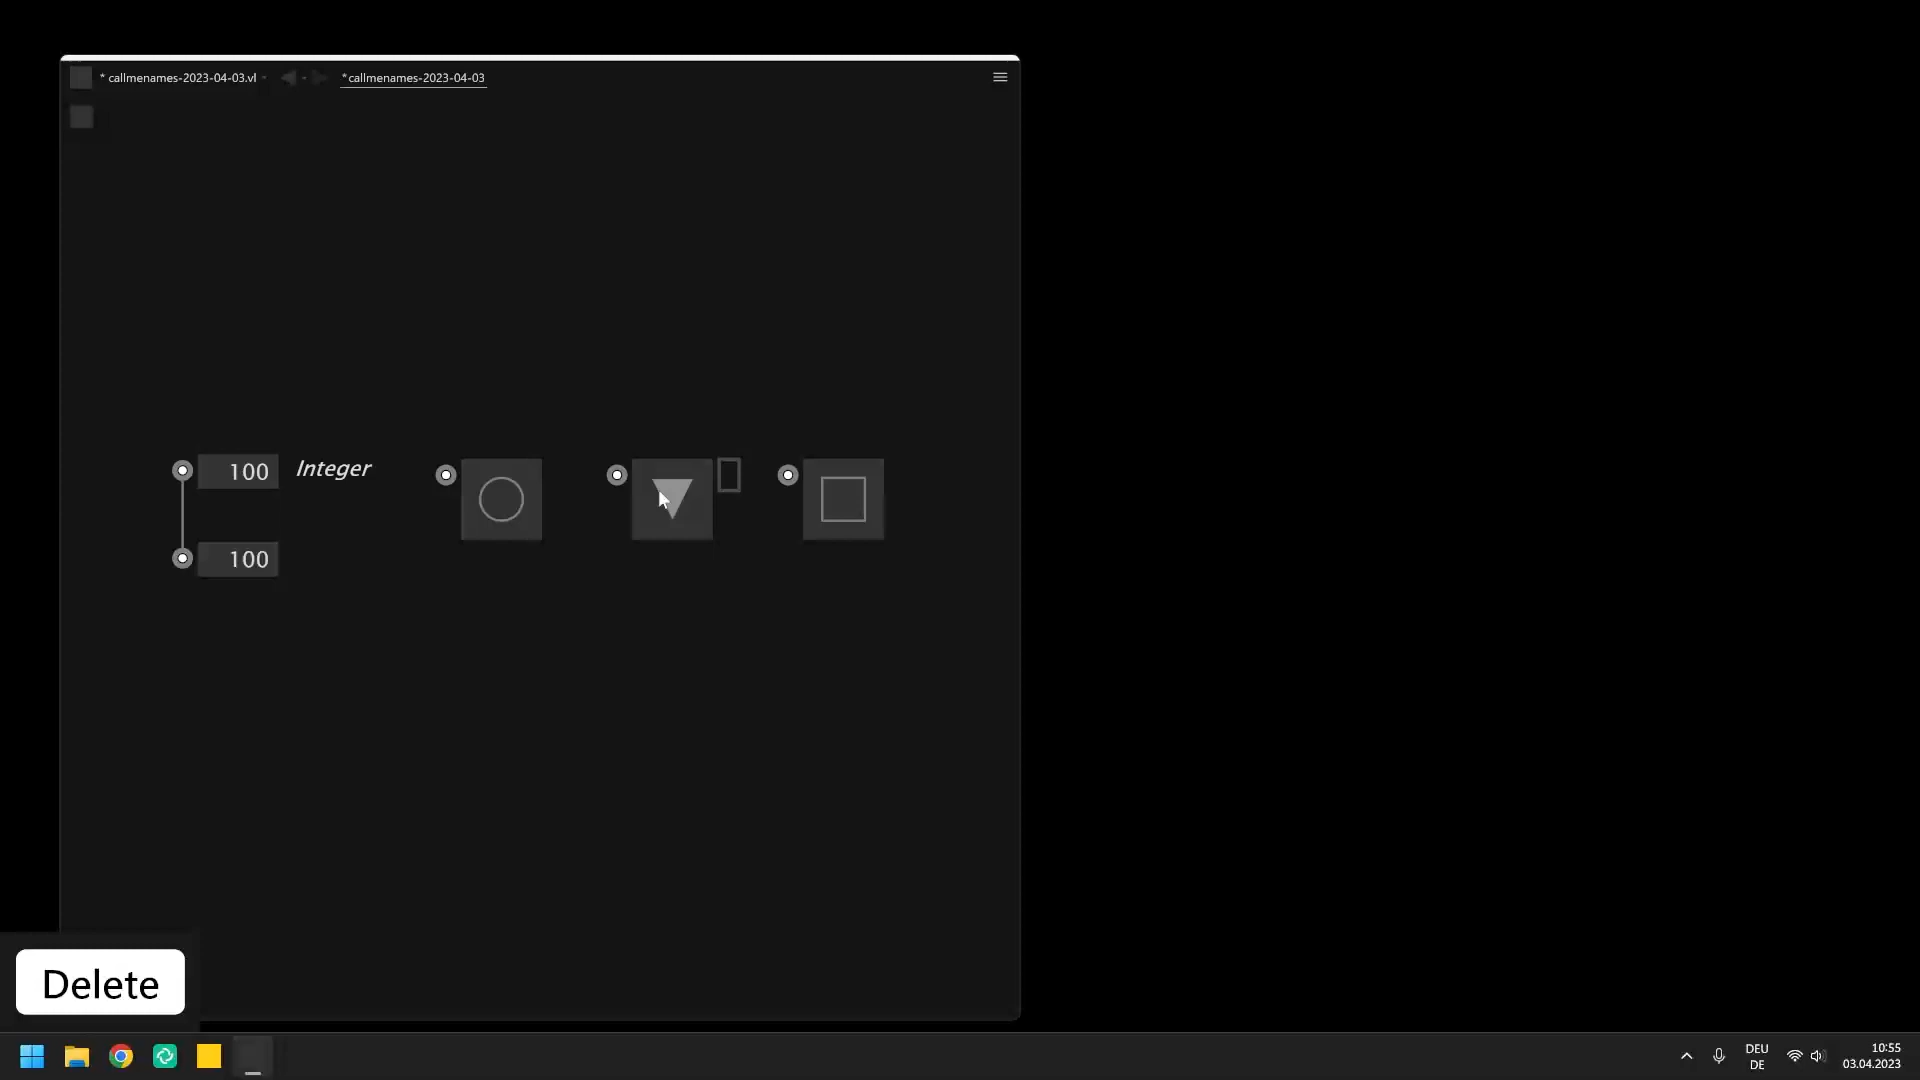 * callmenames-2023-04-03.vl
*callmenames-2023-04-03
100
Integer
100
Delete
DEU
DE
10:55
03.04.2023